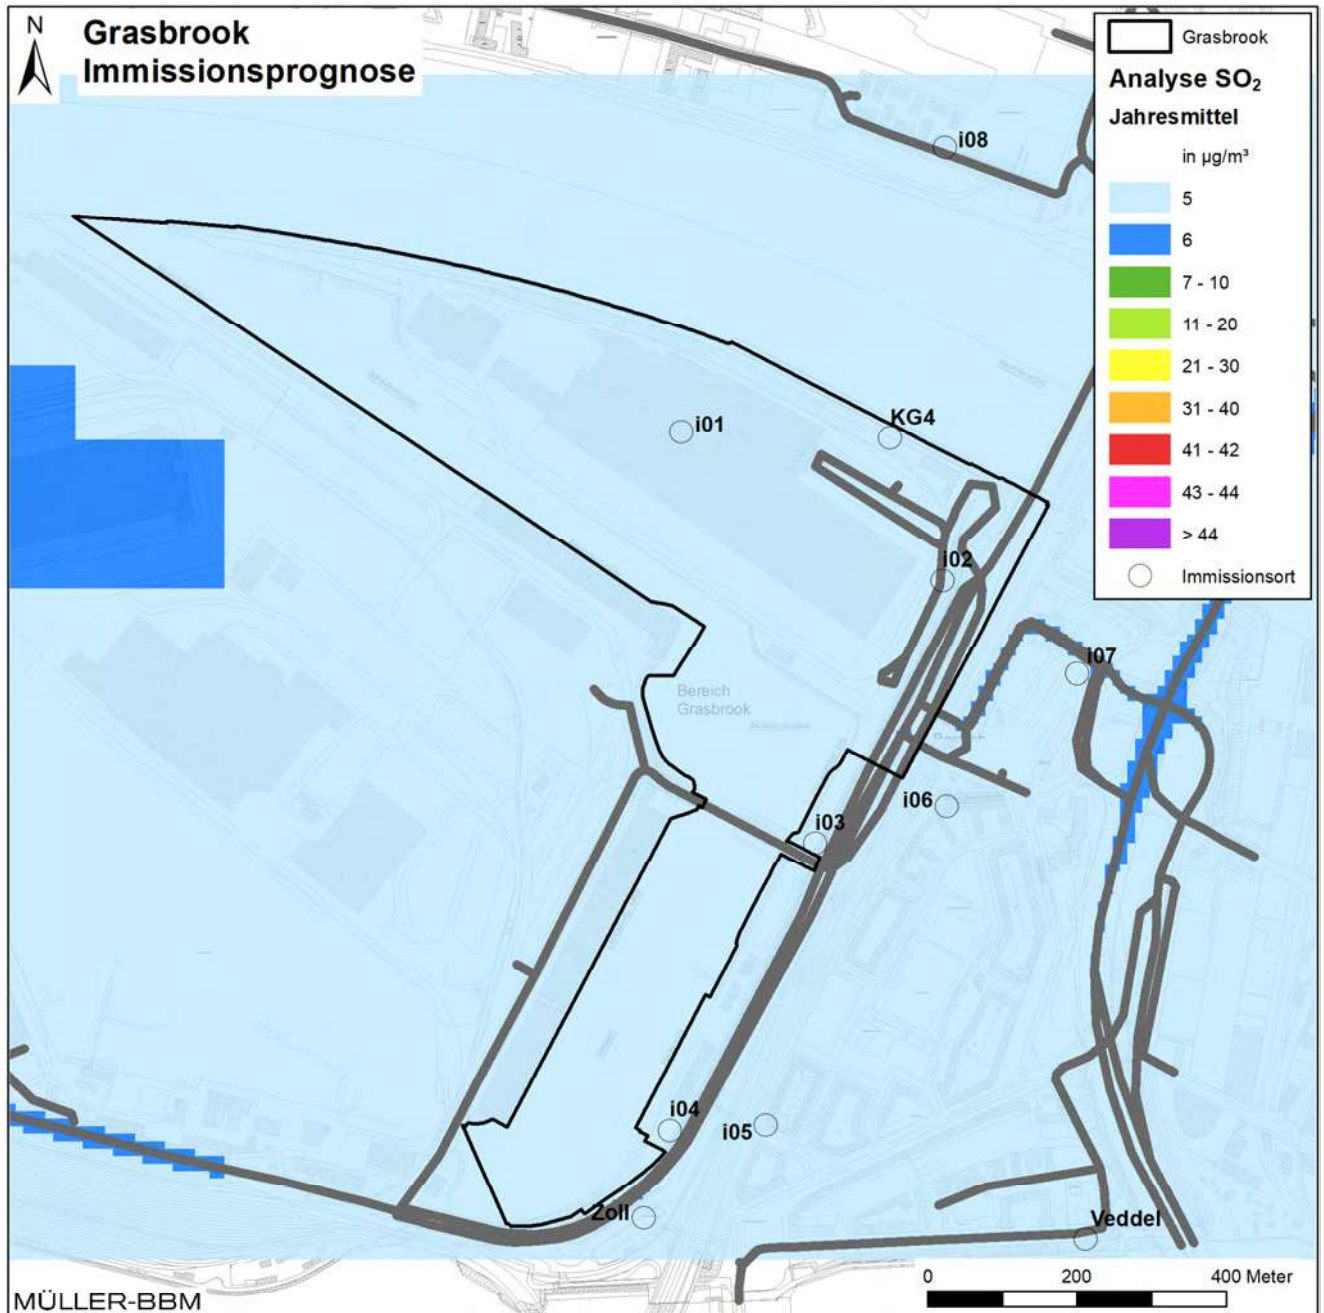 N
Grasbrook
Immissionsprognose
Grasbrook
Analyse SO₂
Jahresmittel
in µg/m³
5
6
7 - 10
11 - 20
21 - 30
31 - 40
41 - 42
43 - 44
> 44
Immissionsort
i08
i01
KG4
i02
i07
Bereich
Grasbrook
i06
i03
i04
i05
Zoll
Veddel
0 200 400 Meter
MÜLLER-BBM